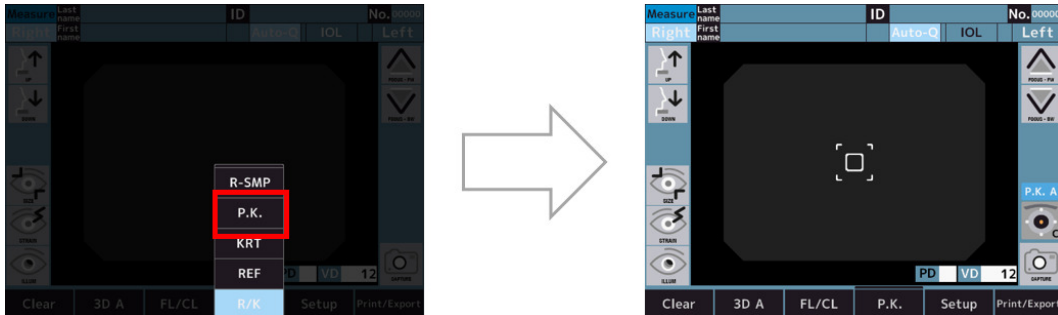 Measure Last name ID No. 00000
Right First name Auto-Q IOL Left
UP
FOCUS - FW
DOWN
FOCUS - BW
R-SMP
SIZE
P.K.
STRAIN
KRT
REF
PD VD 12
ILLUM
CAPTURE
Clear 3D A FL/CL R/K Setup Print/Export
Measure Last name ID No. 00000
Right First name Auto-Q IOL Left
UP
FOCUS - FW
DOWN
FOCUS - BW
SIZE
P.K. A
STRAIN
C
PD VD 12
ILLUM
CAPTURE
Clear 3D A FL/CL P.K. Setup Print/Export